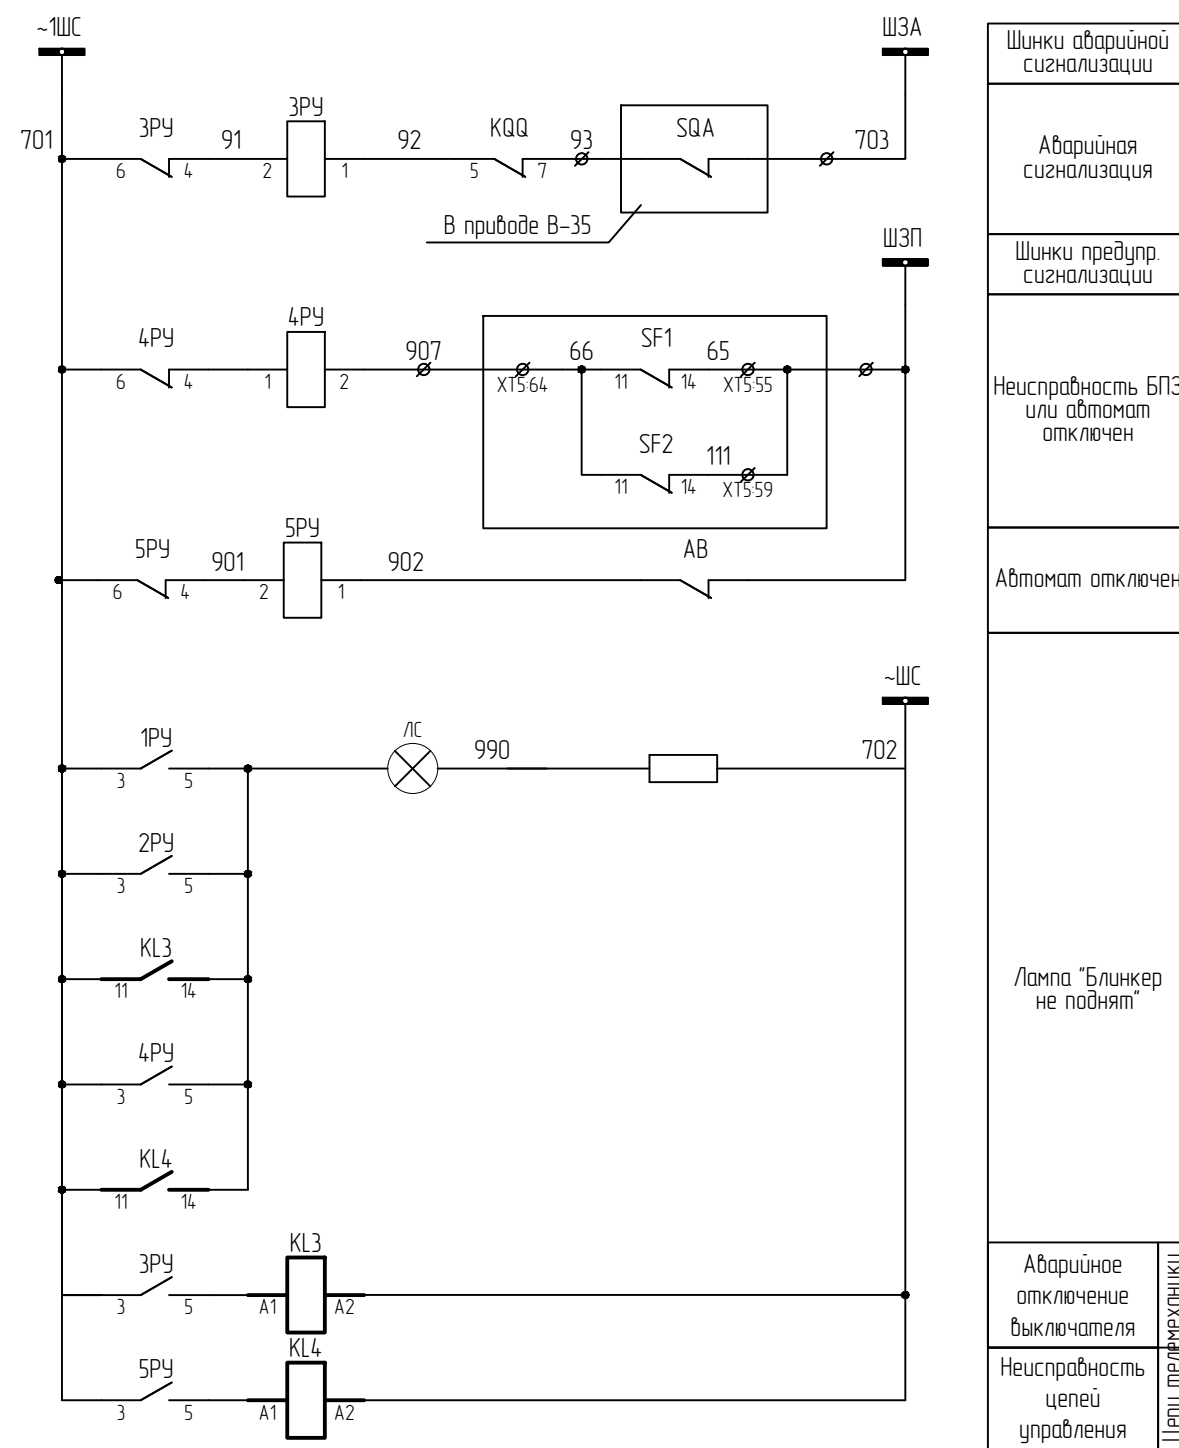 ~1ШС
ШЗА
701
3РУ
91
3РУ
92
KQQ
93
SQA
703
6
4
2
1
5
7
В приводе В-35
ШЗП
4РУ
4РУ
907
66
SF1
65
6
4
1
2
XT5:64
11
14
XT5:55
SF2
111
11
14
XT5:59
5РУ
901
5РУ
902
АВ
6
4
2
1
~ШС
1РУ
ЛС
990
702
3
5
2РУ
3
5
KL3
11
14
4РУ
3
5
KL4
11
14
3РУ
KL3
3
5
A1
A2
5РУ
KL4
3
5
A1
A2
Шинки аварийной
сигнализации
Аварийная
сигнализация
Шинки предупр.
сигнализации
Неисправность БПЗ
или автомат
отключен
Автомат отключен
Лампа "Блинкер
не поднят"
Аварийное
отключение
выключателя
Неисправность
цепей
управления
Цепи телемеханики